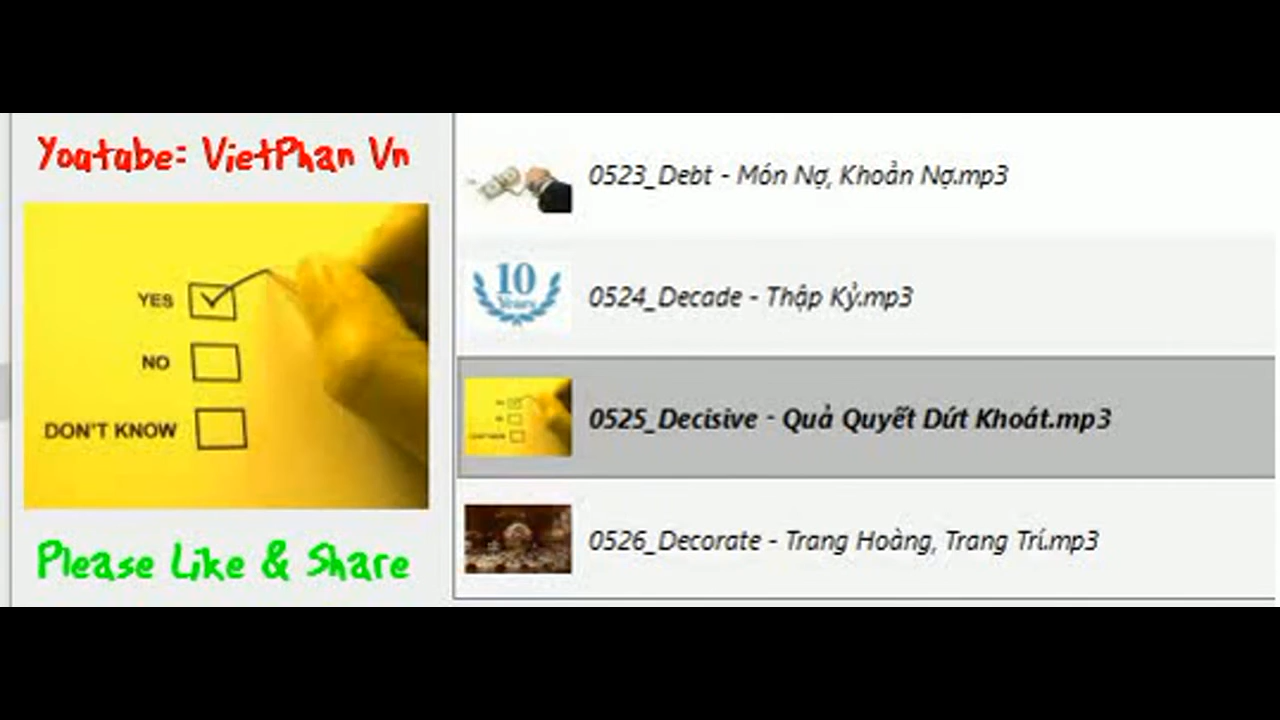 Youtube: VietPhan Vn
YES
NO
DON'T KNOW
Please Like & Share
0523_Debt - Món Nợ, Khoản Nợ.mp3
10
Years
0524_Decade - Thập Kỷ.mp3
0525_Decisive - Quả Quyết Dứt Khoát.mp3
0526_Decorate - Trang Hoàng, Trang Trí.mp3